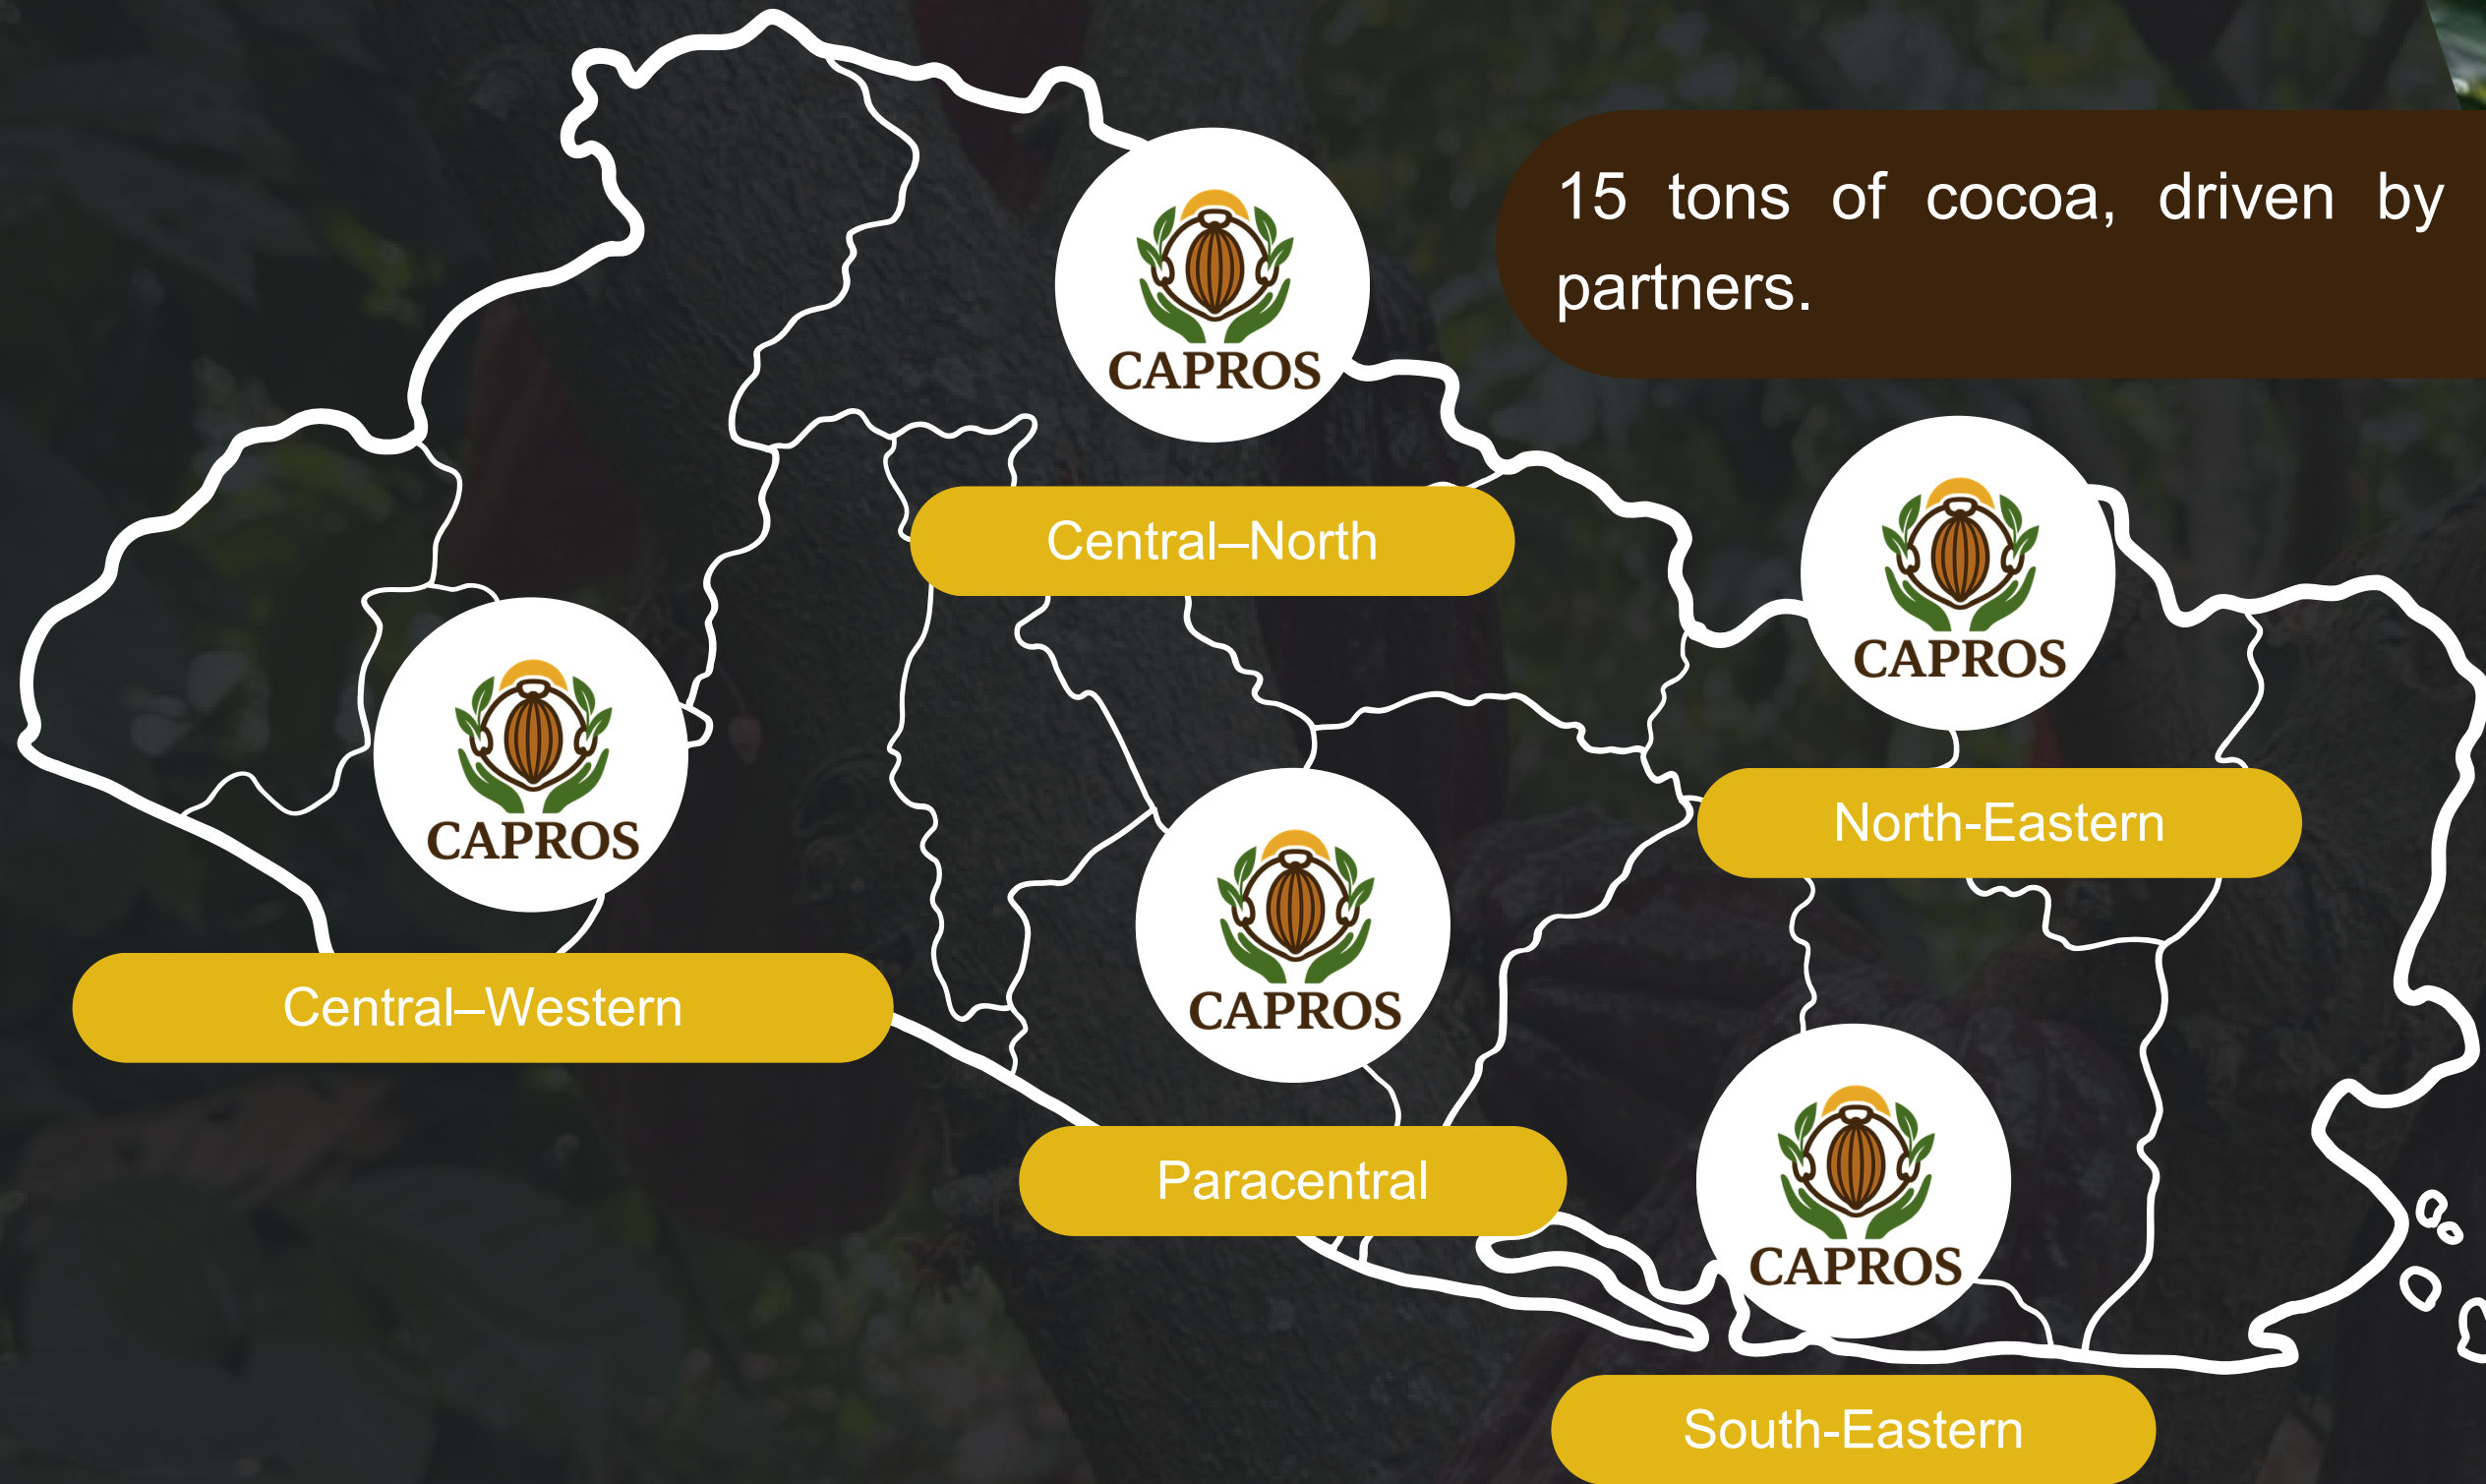 15 tons of cocoa, driven by
partners.
CAPROS
Central–North
CAPROS
North-Eastern
CAPROS
Central–Western
CAPROS
Paracentral
CAPROS
South-Eastern